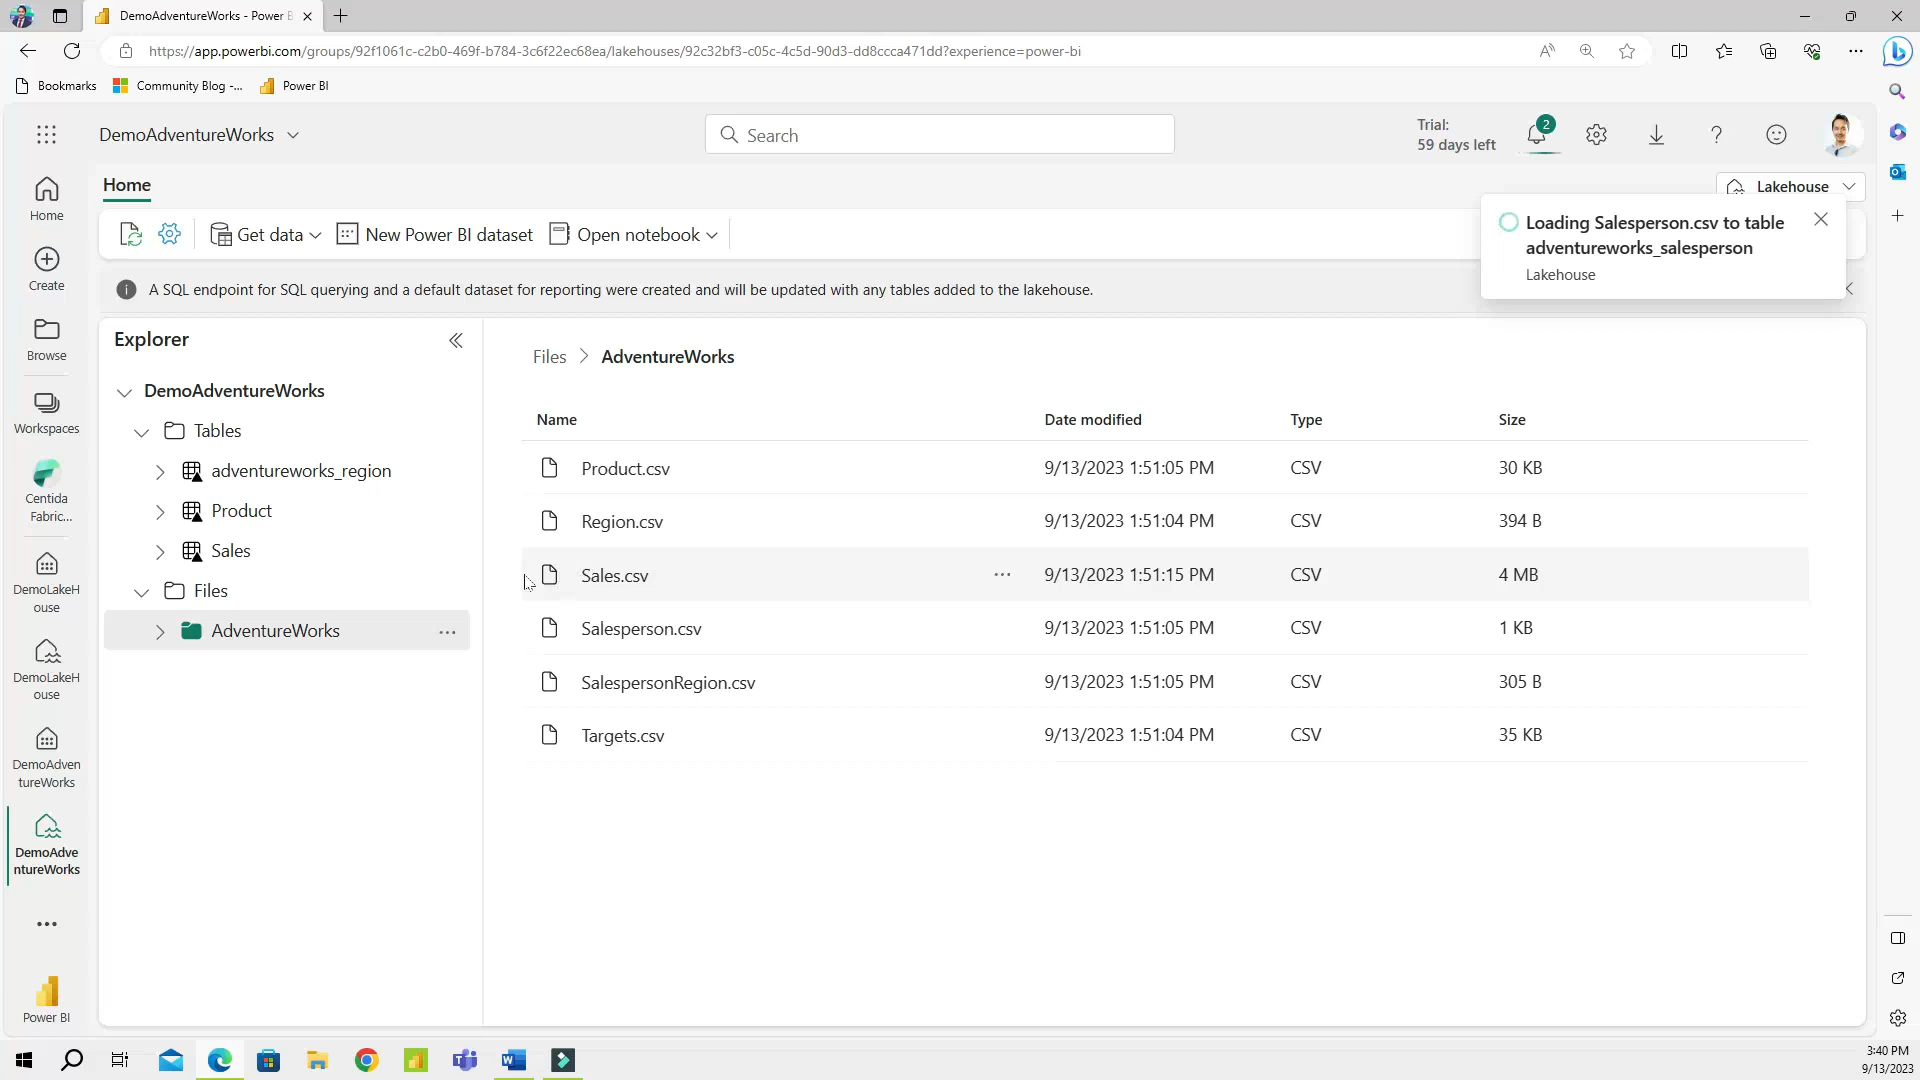 DemoAdventureWorks - Power B
https://app.powerbi.com/groups/92f1061c-c2b0-469f-b784-3c6f22ec68ea/lakehouses/92c32bf3-c05c-4c5d-90d3-dd8ccca471dd?experience=power-bi
Bookmarks
Community Blog -...
Power BI
DemoAdventureWorks
Search
Trial:
59 days left
2
Home
Lakehouse
Get data
New Power BI dataset
Open notebook
Loading Salesperson.csv to table
adventureworks_salesperson
Lakehouse
A SQL endpoint for SQL querying and a default dataset for reporting were created and will be updated with any tables added to the lakehouse.
Home
Create
Browse
Workspaces
Centida
Fabric...
DemoLakeH
ouse
DemoLakeH
ouse
DemoAdven
tureWorks
DemoAdve
ntureWorks
Power BI
Explorer
DemoAdventureWorks
Tables
adventureworks_region
Product
Sales
Files
AdventureWorks
Files > AdventureWorks
Name Date modified Type Size
Product.csv 9/13/2023 1:51:05 PM CSV 30 KB
Region.csv 9/13/2023 1:51:04 PM CSV 394 B
Sales.csv 9/13/2023 1:51:15 PM CSV 4 MB
Salesperson.csv 9/13/2023 1:51:05 PM CSV 1 KB
SalespersonRegion.csv 9/13/2023 1:51:05 PM CSV 305 B
Targets.csv 9/13/2023 1:51:04 PM CSV 35 KB
3:40 PM
9/13/2023